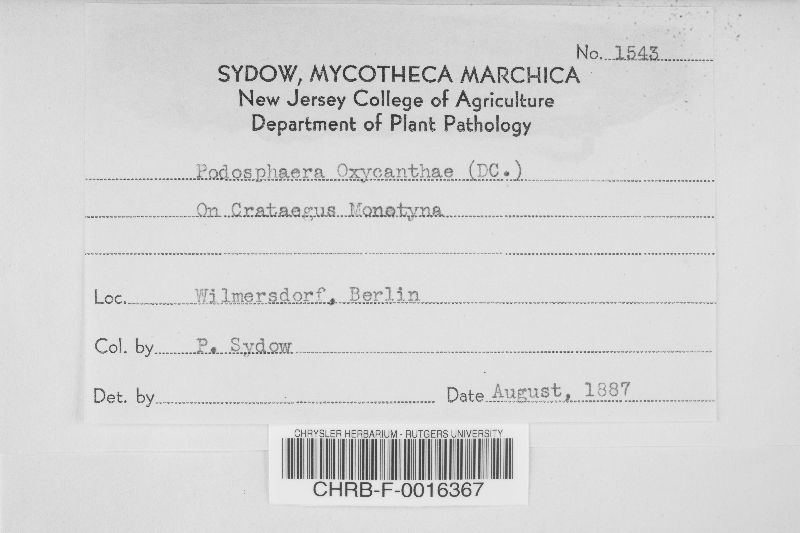 No. 1543
SYDOW, MYCOTHECA MARCHICA
New Jersey College of Agriculture
Department of Plant Pathology
Podosphaera Oxycanthae (DC.)
On Crataegus Monotyna
Loc. Wilmersdorf, Berlin
Col. by P. Sydow
Det. by Date August, 1887
CHRYSLER HERBARIUM - RUTGERS UNIVERSITY
CHRB-F-0016367